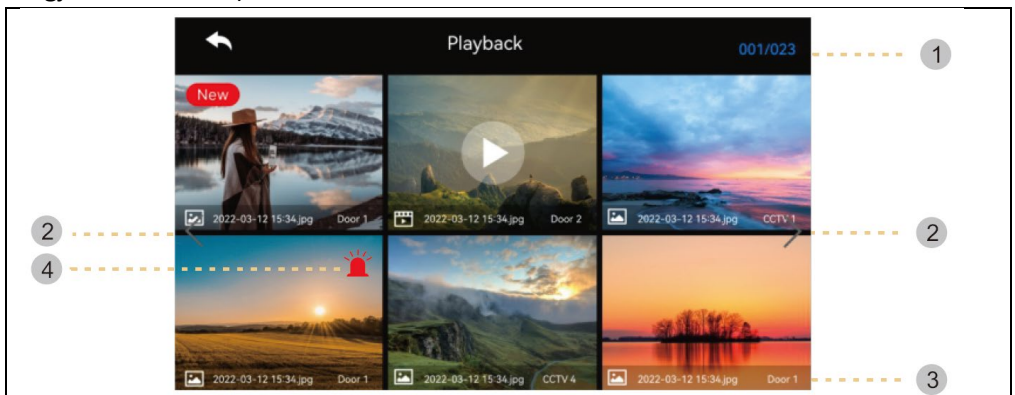 Playback
001/023
1
New
2022-03-12 15:34.jpg Door 1
2022-03-12 15:34.jpg Door 2
2022-03-12 15:34.jpg CCTV 1
2
2
4
2022-03-12 15:34.jpg Door 1
2022-03-12 15:34.jpg CCTV 4
2022-03-12 15:34.jpg Door 1
3